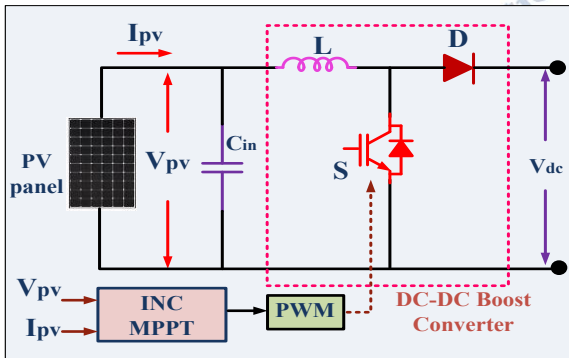 Ipv
L
D
PV
panel
Vpv
Cin
S
Vdc
Vpv
Ipv
INC
MPPT
PWM
DC-DC Boost
Converter